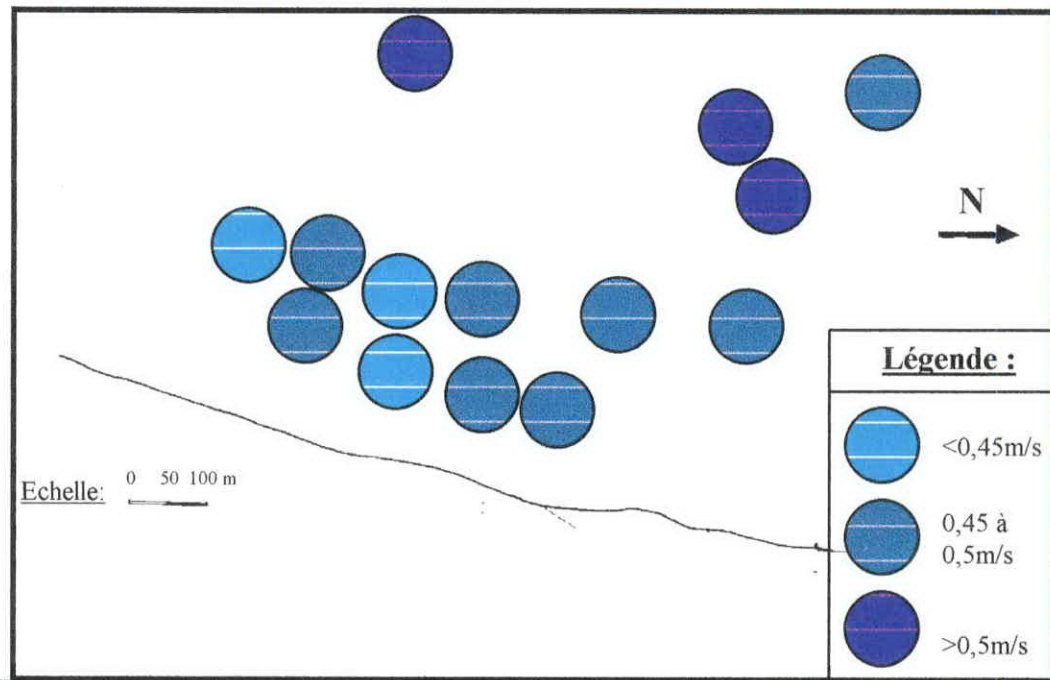 N
Légende :
<0,45m/s
0,45 à
0,5m/s
>0,5m/s
Echelle: 0 50 100 m